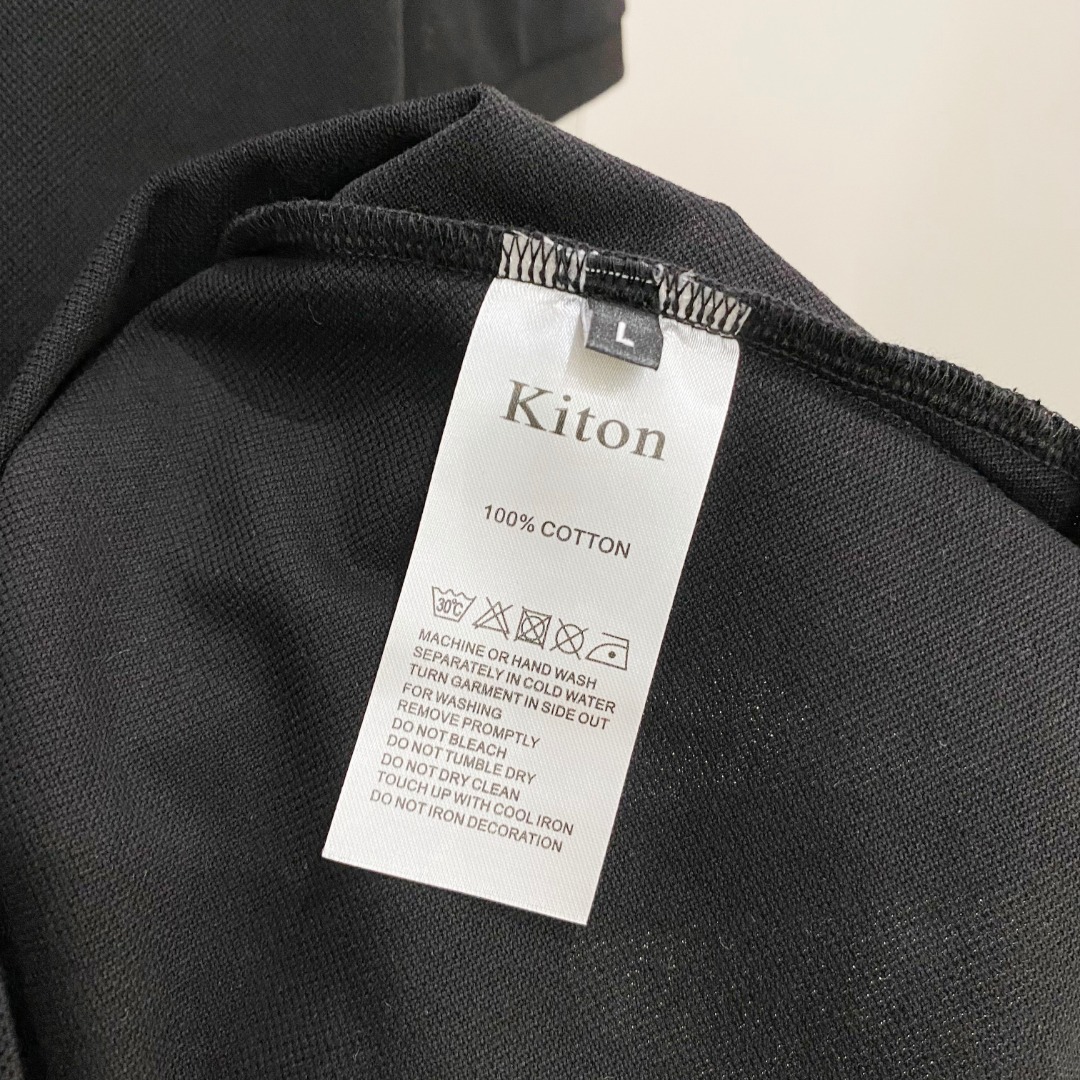 L
Kiton
100% COTTON
30℃
MACHINE OR HAND WASH
SEPARATELY IN COLD WATER
TURN GARMENT IN SIDE OUT
FOR WASHING
REMOVE PROMPTLY
DO NOT BLEACH
DO NOT TUMBLE DRY
DO NOT DRY CLEAN
TOUCH UP WITH COOL IRON
DO NOT IRON DECORATION